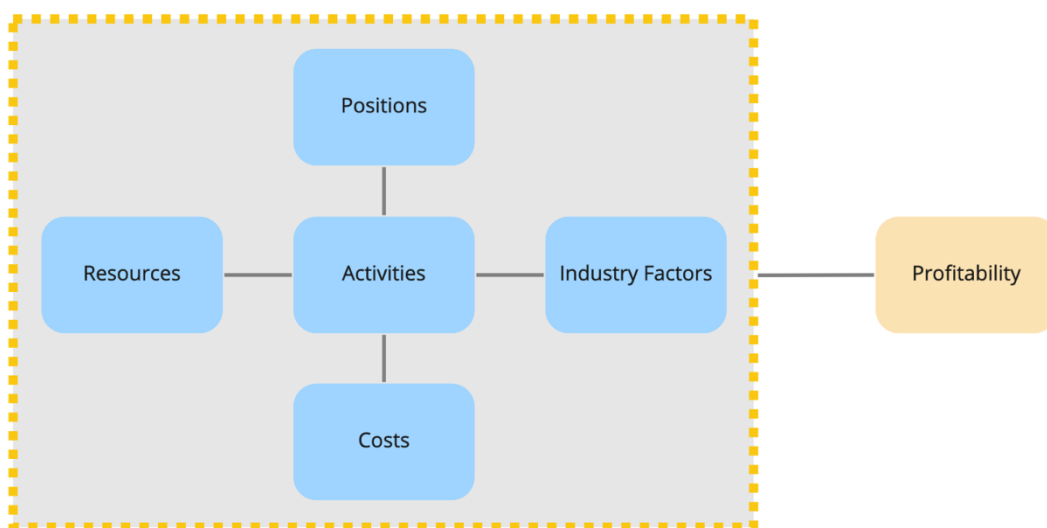 Positions
Resources
Activities
Industry Factors
Profitability
Costs